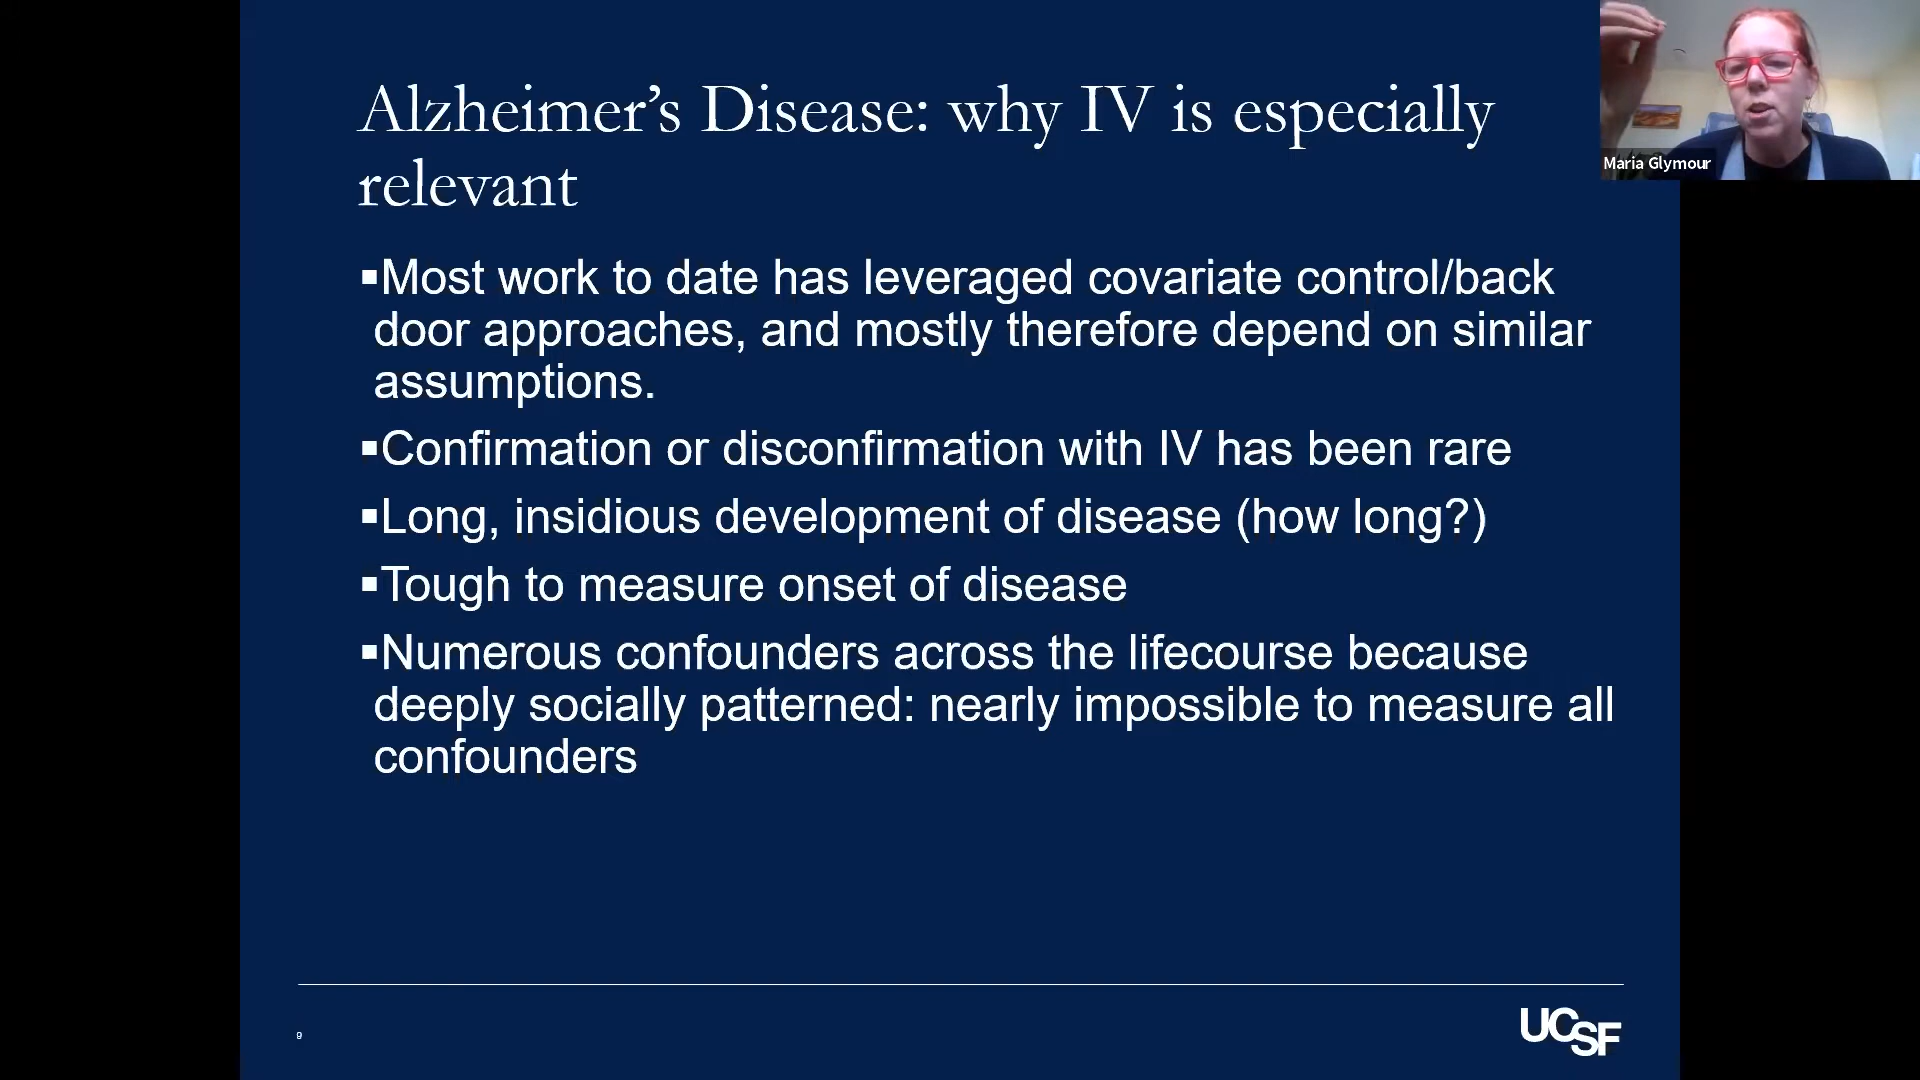 Alzheimer’s Disease: why IV is especially
relevant
Maria Glymour
▪Most work to date has leveraged covariate control/back
door approaches, and mostly therefore depend on similar
assumptions.
▪Confirmation or disconfirmation with IV has been rare
▪Long, insidious development of disease (how long?)
▪Tough to measure onset of disease
▪Numerous confounders across the lifecourse because
deeply socially patterned: nearly impossible to measure all
confounders
9
UCSF